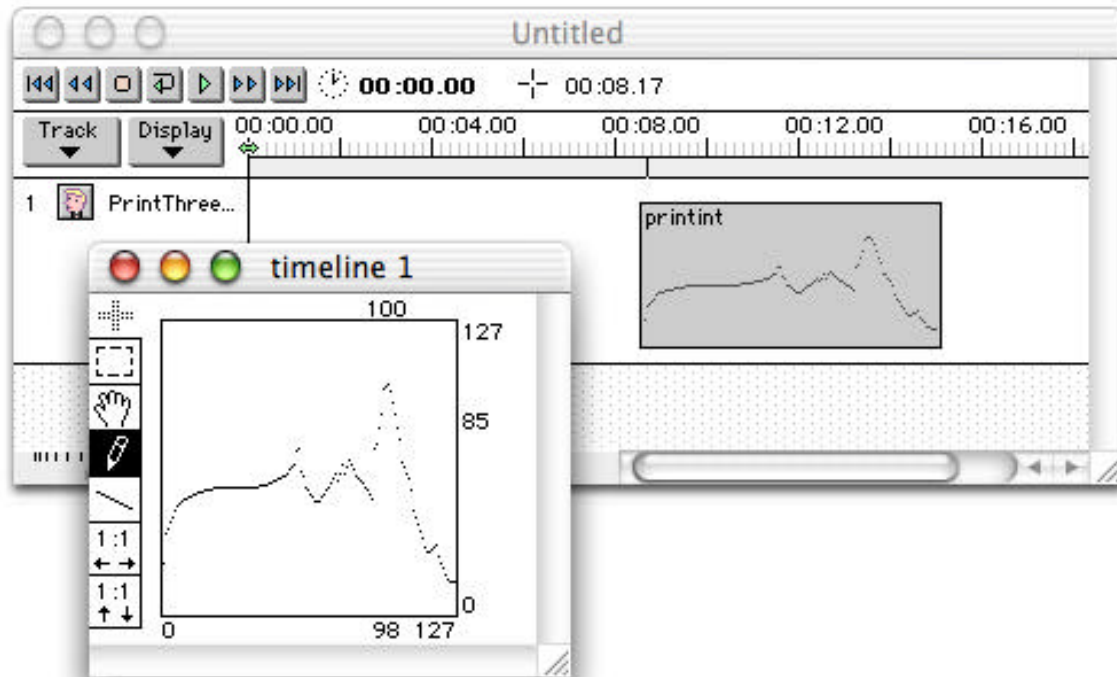 Untitled
00:00.00 00:08.17
Track Display 00:00.00 00:04.00 00:08.00 00:12.00 00:16.00
1 PrintThree...
printint
timeline 1
100
127
85
1:1
1:1
0
0 98 127